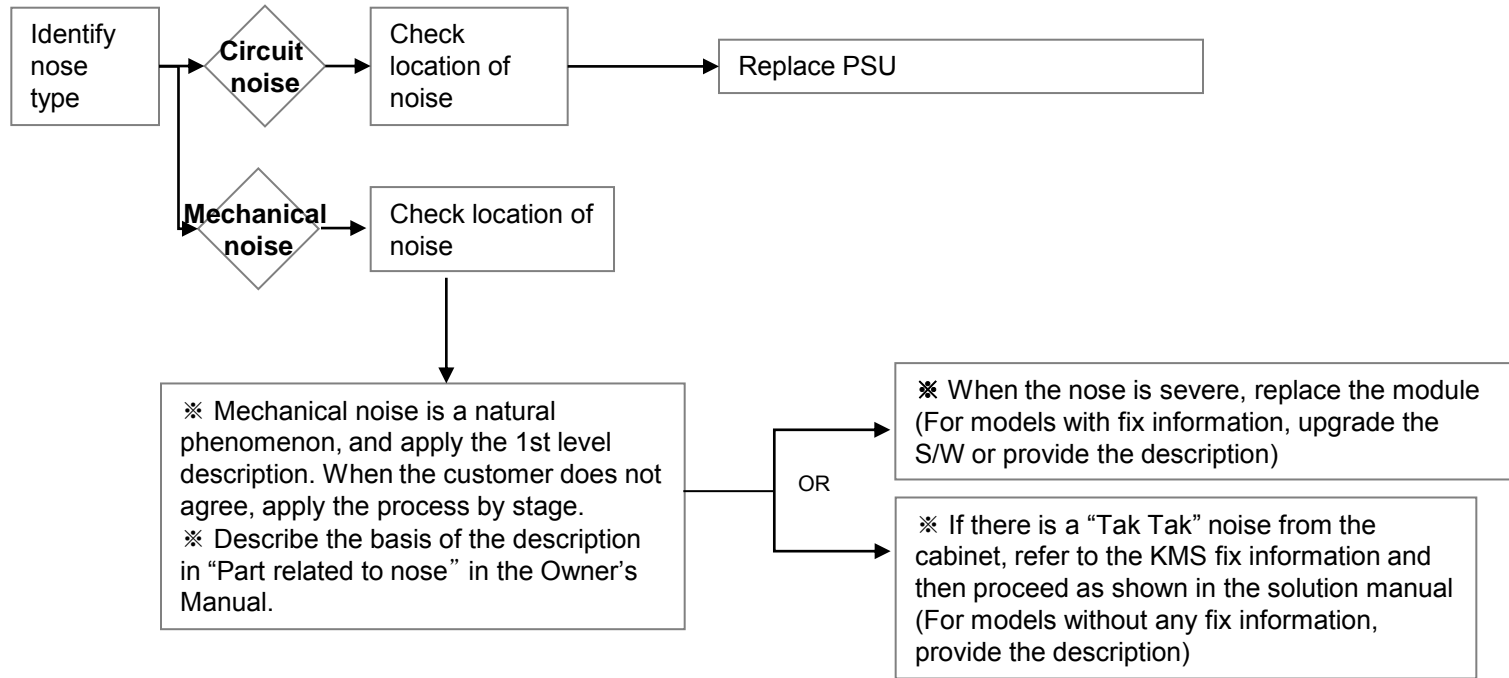 Identify
nose
type
Circuit
noise
Check
location of
noise
Replace PSU
Mechanical
noise
Check location of
noise
※ Mechanical noise is a natural
phenomenon, and apply the 1st level
description. When the customer does not
agree, apply the process by stage.
※ Describe the basis of the description
in “Part related to nose” in the Owner’s
Manual.
OR
※ When the nose is severe, replace the module
(For models with fix information, upgrade the
S/W or provide the description)
※ If there is a “Tak Tak” noise from the
cabinet, refer to the KMS fix information and
then proceed as shown in the solution manual
(For models without any fix information,
provide the description)